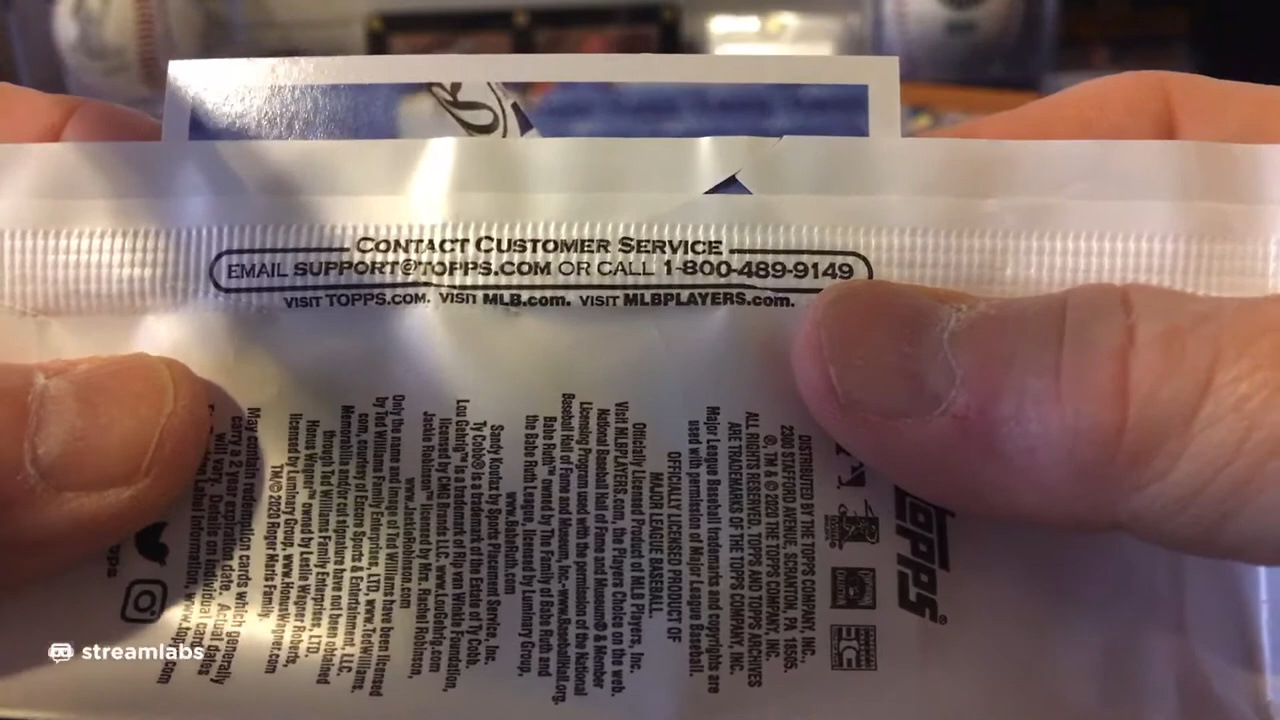 CONTACT CUSTOMER SERVICE
EMAIL SUPPORT@TOPPS.COM OR CALL 1-800-489-9149
VISIT TOPPS.COM. VISIT MLB.com. VISIT MLBPLAYERS.com.
TOPPS®
DISTRIBUTED BY THE TOPPS COMPANY, INC.,
2300 STAFFORD AVENUE, SCRANTON, PA 18505.
®, TM & © 2020 THE TOPPS COMPANY, INC.
ALL RIGHTS RESERVED. TOPPS AND TOPPS ARCHIVES
ARE TRADEMARKS OF THE TOPPS COMPANY, INC.
Major League Baseball trademarks and copyrights are
used with permission of Major League Baseball.
OFFICIALLY LICENSED PRODUCT OF
MAJOR LEAGUE BASEBALL.
Officially Licensed Product of MLB Players, Inc.
Visit MLBPLAYERS.com, the Players Choice on the web.
National Baseball Hall of Fame and Museum® & Member
Licensing Program used with the permission of the National
Baseball Hall of Fame and Museum, Inc.-www.BaseballHall.org.
Babe Ruth™ owned by The Family of Babe Ruth and
the Babe Ruth League, licensed by Luminary Group,
www.BabeRuth.com
Sandy Koufax by Sports Placement Service, Inc.
Ty Cobb® is a trademark of the Estate of Ty Cobb.
Lou Gehrig™ is a trademark of Rip van Winkle Foundation,
licensed by CMG Brands LLC. www.LouGehrig.com
Jackie Robinson™ licensed by Mrs. Rachel Robinson,
www.JackieRobinson.com
Only the name and image of Ted Williams have been licensed
by Ted Williams Family Enterprises, LTD, www.TedWilliams.
com, courtesy of Encore Sports & Entertainment, LLC.
Memorabilia and/or cut signature have not been obtained
through Ted Williams Family Enterprises, LTD.
Honus Wagner™ owned by Leslie Wagner Roberts,
licensed by Luminary Group, www.HonusWagner.com
TM/© 2020 Roger Maris Family.
May contain redemption cards which generally
carry a 2 year expiration date. Actual dates
will vary. Details on individual cards.
Label Information, www.topps.com
streamlabs